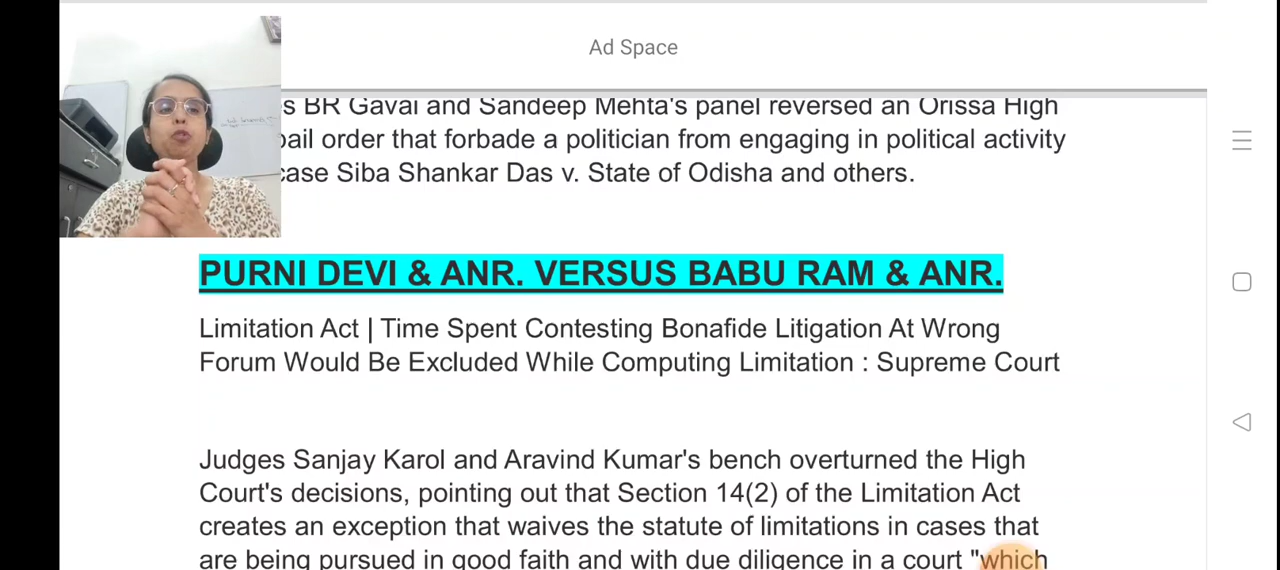 Ad Space
s BR Gavai and Sandeep Mehta's panel reversed an Orissa High
bail order that forbade a politician from engaging in political activity
case Siba Shankar Das v. State of Odisha and others.
PURNI DEVI & ANR. VERSUS BABU RAM & ANR.
Limitation Act | Time Spent Contesting Bonafide Litigation At Wrong
Forum Would Be Excluded While Computing Limitation : Supreme Court
Judges Sanjay Karol and Aravind Kumar's bench overturned the High
Court's decisions, pointing out that Section 14(2) of the Limitation Act
creates an exception that waives the statute of limitations in cases that
are being pursued in good faith and with due diligence in a court "which